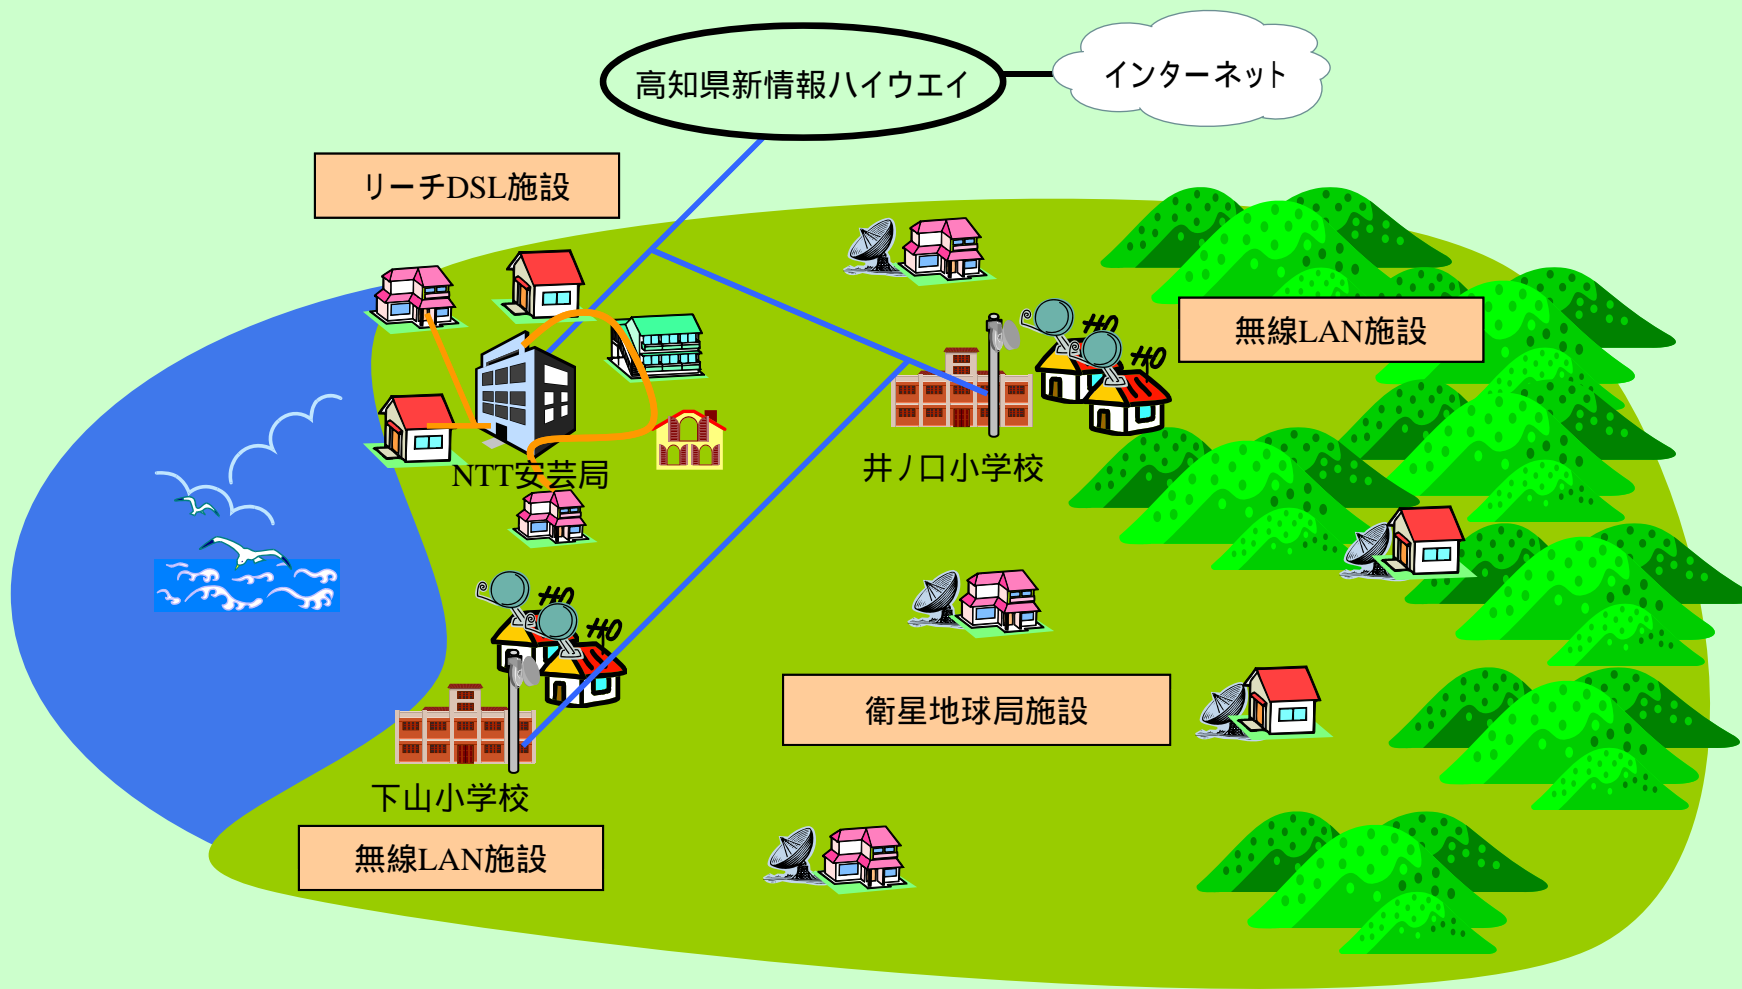 高知県新情報ハイウエイ
インターネット
リーチDSL施設
無線LAN施設
井ノ口小学校
NTT安芸局
衛星地球局施設
下山小学校
無線LAN施設